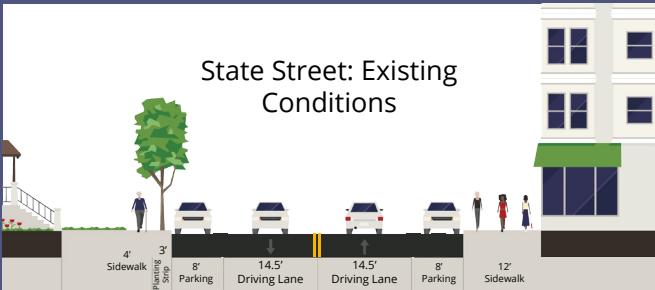 State Street: Existing
Conditions
4'
Sidewalk
3'
Planting
Strip
8'
Parking
14.5'
Driving Lane
14.5'
Driving Lane
8'
Parking
12'
Sidewalk